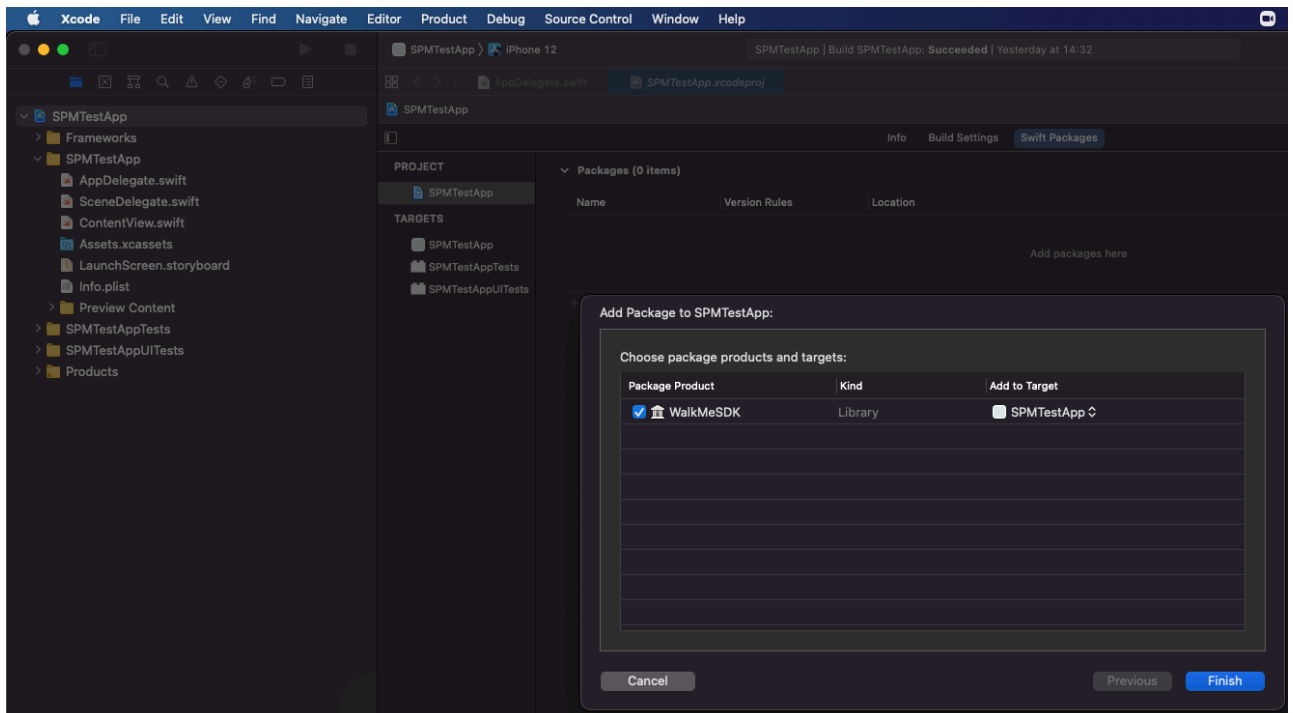 Xcode File Edit View Find Navigate Editor Product Debug Source Control Window Help
SPMTestApp 〉 iPhone 12
SPMTestApp | Build SPMTestApp: Succeeded | Yesterday at 14:32
AppDelegate.swift
SPMTestApp.xcodeproj
SPMTestApp
Info Build Settings Swift Packages
SPMTestApp
Frameworks
SPMTestApp
AppDelegate.swift
SceneDelegate.swift
ContentView.swift
Assets.xcassets
LaunchScreen.storyboard
Info.plist
Preview Content
SPMTestAppTests
SPMTestAppUITests
Products
PROJECT
SPMTestApp
TARGETS
SPMTestApp
SPMTestAppTests
SPMTestAppUITests
Packages (0 items)
Name Version Rules Location
Add packages here
Add Package to SPMTestApp:
Choose package products and targets:
Package Product Kind Add to Target
WalkMeSDK Library SPMTestApp
Cancel Previous Finish